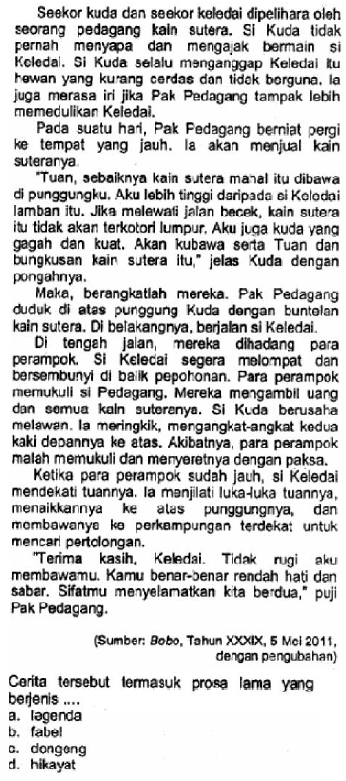 Seekor kuda dan seekor keledai dipelihara oleh
seorang pedagang kain sutera. Si Kuda tidak
pernah menyapa dan mengajak bermain si
Keledai. Si Kuda selalu menganggap Keledai itu
hewan yang kurang cerdas dan tidak berguna. Ia
juga merasa iri jika Pak Pedagang tampak lebih
memedulikan Keledai.
Pada suatu hari, Pak Pedagang berniat pergi
ke tempat yang jauh. Ia akan menjual kain
suteranya.
"Tuan, sebaiknya kain sutera mahal itu dibawa
di punggungku. Aku lebih tinggi daripada si Keledai
lamban itu. Jika melewati jalan becek, kain sutera
itu tidak akan terkotori lumpur. Aku juga kuda yang
gagah dan kuat. Akan kubawa serta Tuan dan
bungkusan kain sutera itu," jelas Kuda dengan
pongahnya.
Maka, berangkatlah mereka. Pak Pedagang
duduk di atas punggung Kuda dengan buntelan
kain sutera. Di belakangnya, berjalan si Keledai.
Di tengah jalan, mereka dihadang para
perampok. Si Keledai segera melompat dan
bersembunyi di balik pepohonan. Para perampok
memukuli si Pedagang. Mereka mengambil uang
dan semua kain suteranya. Si Kuda berusaha
melawan. Ia meringkik, mengangkat-angkat kedua
kaki depannya ke atas. Akibatnya, para perampok
malah memukuli dan menyeretnya dengan paksa.
Ketika para perampok sudah jauh, si Keledai
mendekati tuannya. Ia menjilati luka-luka tuannya,
menaikkannya ke atas punggungnya, dan
membawanya ke perkampungan terdekat untuk
mencari pertolongan.
"Terima kasih, Keledai. Tidak rugi aku
membawamu. Kamu benar-benar rendah hati dan
sabar. Sifatmu menyelamatkan kita berdua," puji
Pak Pedagang.
(Sumber: Bobo, Tahun XXXIX, 5 Mei 2011,
dengan pengubahan)
Cerita tersebut termasuk prosa lama yang
berjenis ....
a. legenda
b. fabel
c. dongeng
d. hikayat